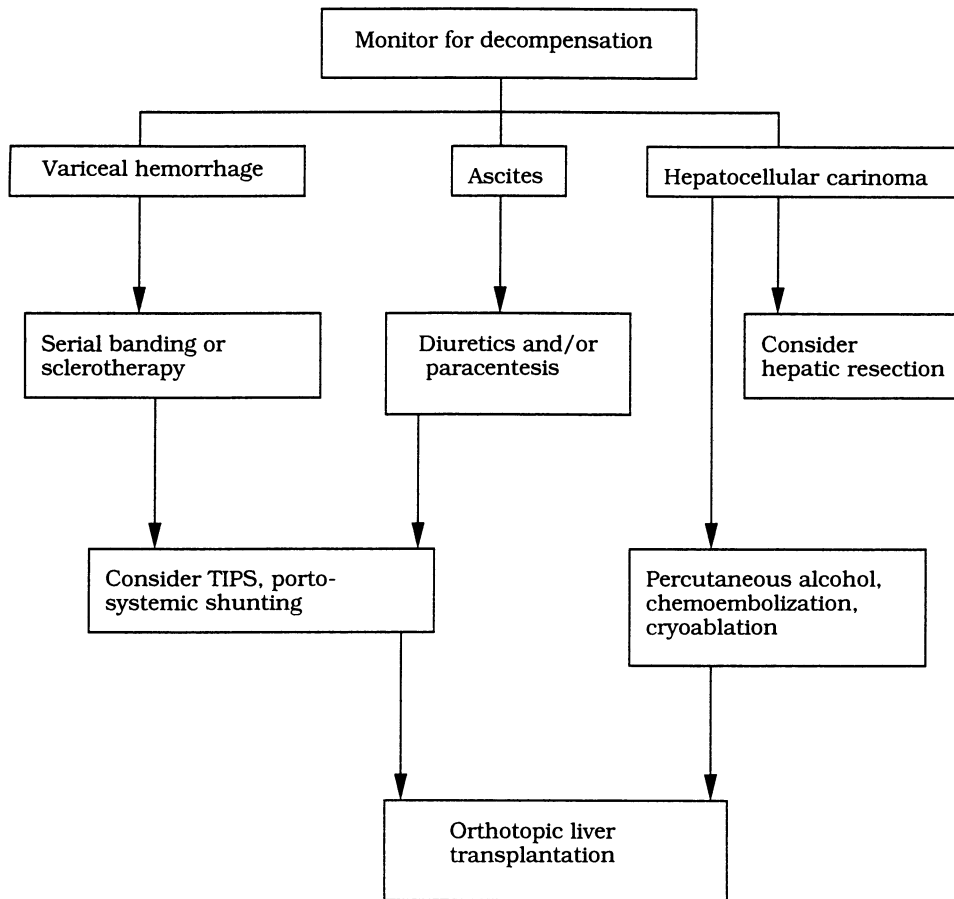 Monitor for decompensation
Variceal hemorrhage
Ascites
Hepatocellular carinoma
Serial banding or
sclerotherapy
Diuretics and/or
paracentesis
Consider
hepatic resection
Consider TIPS, porto-
systemic shunting
Percutaneous alcohol,
chemoembolization,
cryoablation
Orthotopic liver
transplantation